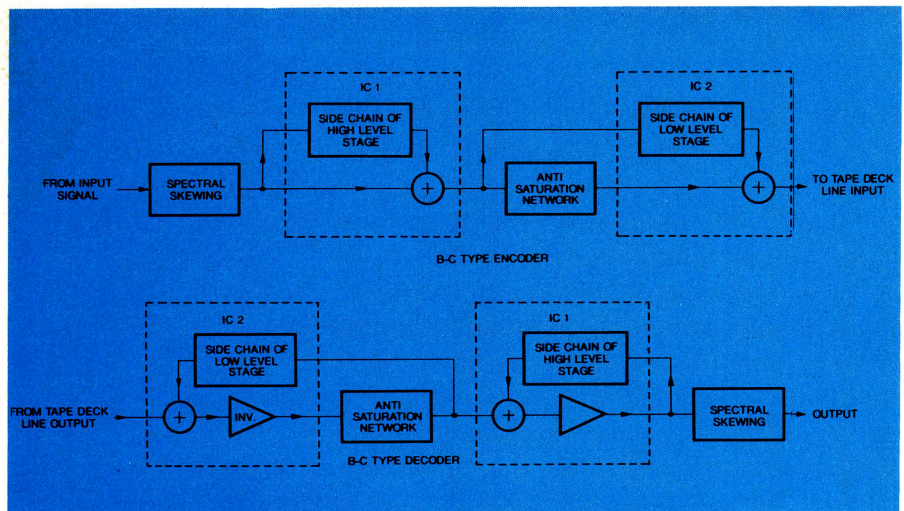 IC 1
IC 2
SIDE CHAIN OF
HIGH LEVEL
STAGE
SIDE CHAIN OF
LOW LEVEL
STAGE
FROM INPUT
SIGNAL
SPECTRAL
SKEWING
+
ANTI
SATURATION
NETWORK
+
TO TAPE DECK
LINE INPUT
B-C TYPE ENCODER
IC 2
IC 1
SIDE CHAIN OF
LOW LEVEL
STAGE
SIDE CHAIN OF
HIGH LEVEL
STAGE
FROM TAPE DECK
LINE OUTPUT
+
INV.
ANTI
SATURATION
NETWORK
+
SPECTRAL
SKEWING
OUTPUT
B-C TYPE DECODER